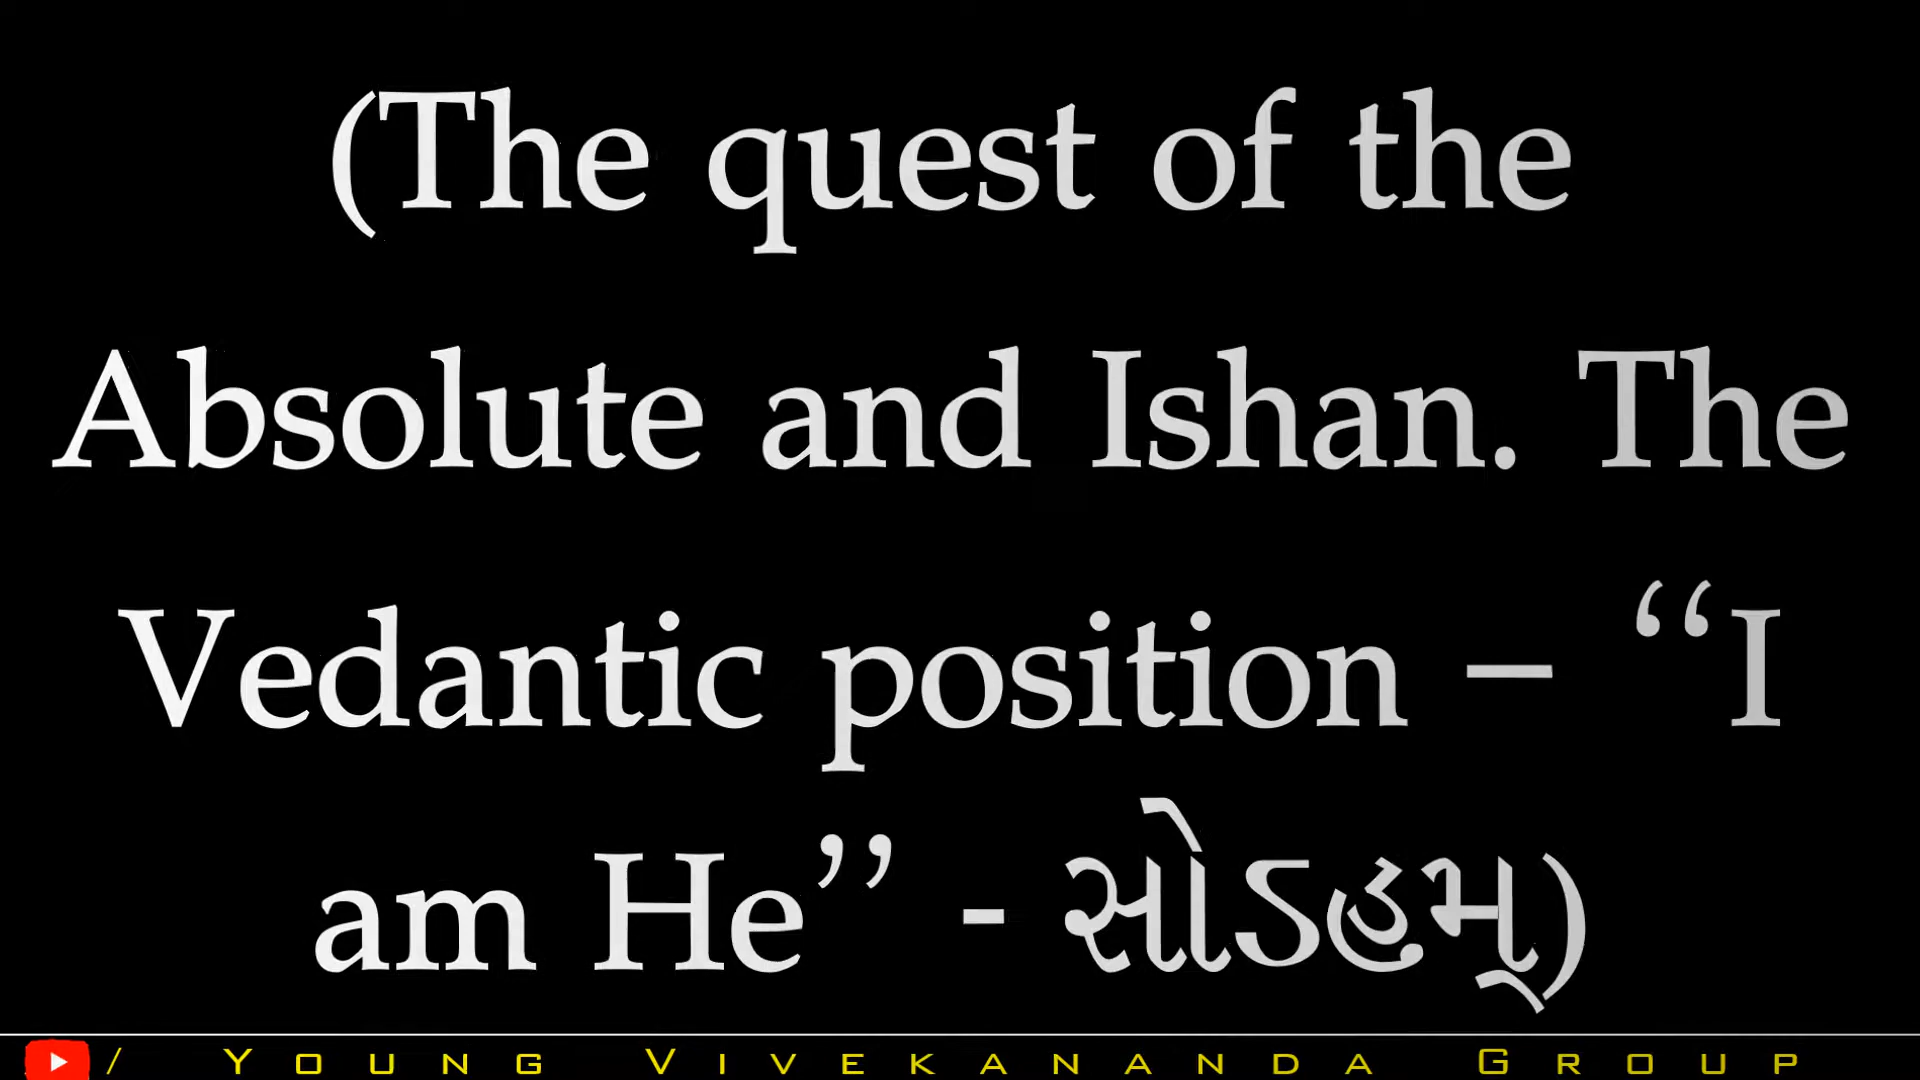 (The quest of the
Absolute and Ishan. The
Vedantic position – “I
am He” - સોઽહમ્)
/ YOUNG VIVEKANANDA GROUP